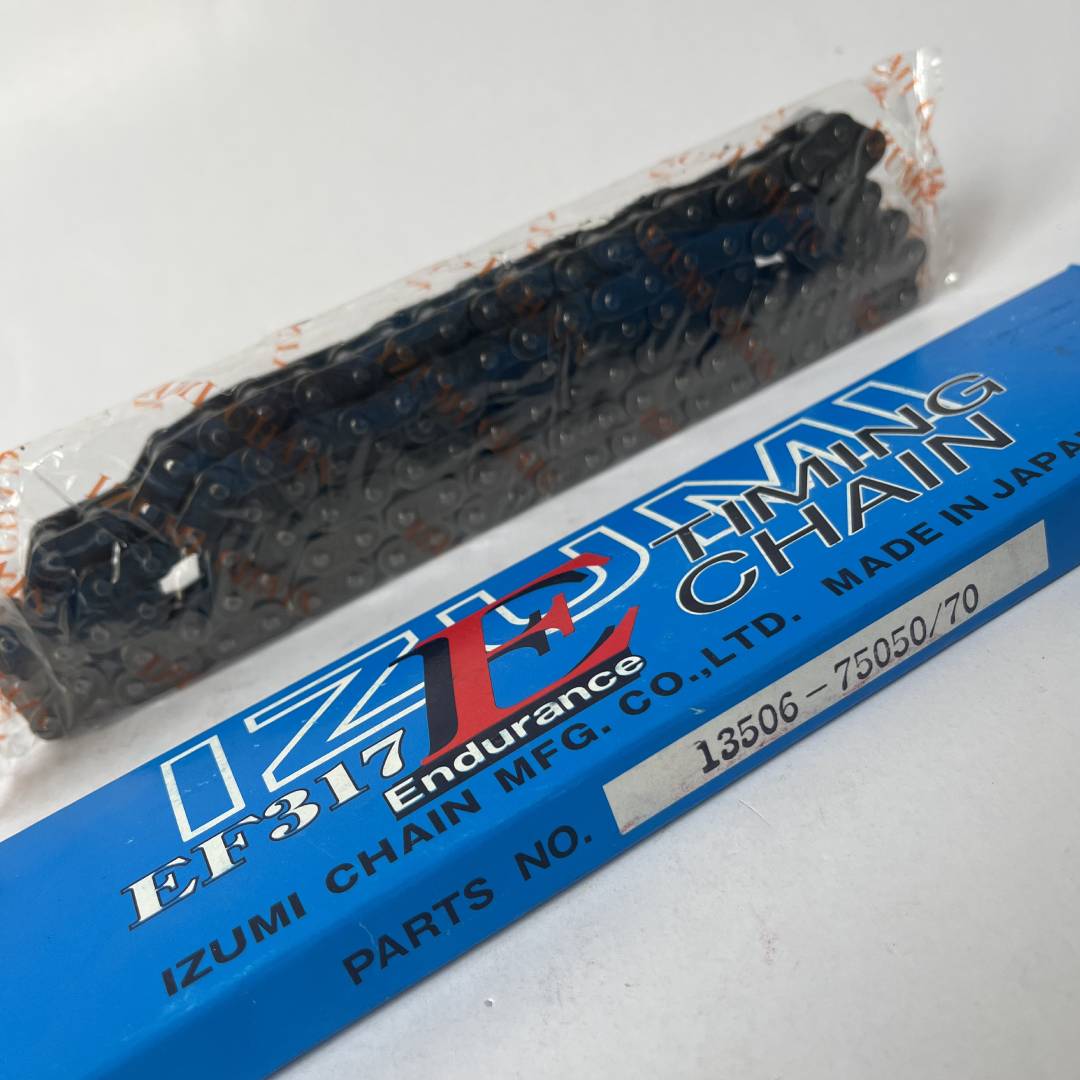 IZUMI
TIMING
CHAIN
E
EF317
Endurance
IZUMI CHAIN MFG. CO.,LTD. MADE IN JAPAN
PARTS NO. 13506-75050/70